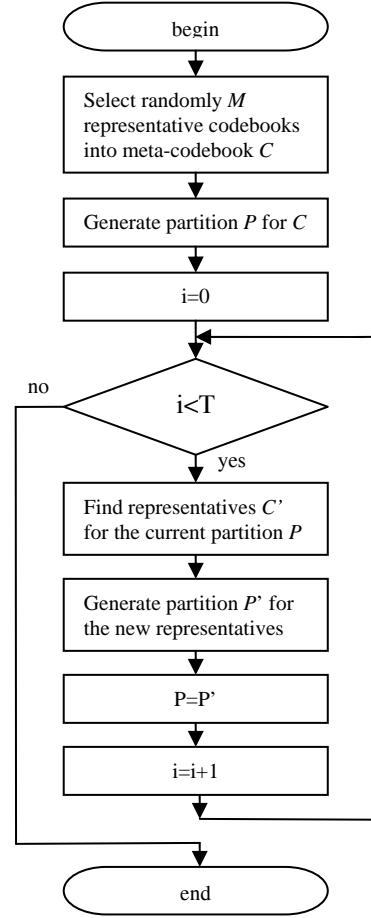 begin
Select randomly M
representative codebooks
into meta-codebook C
Generate partition P for C
i=0
no
i<T
yes
Find representatives C’
for the current partition P
Generate partition P’ for
the new representatives
P=P’
i=i+1
end